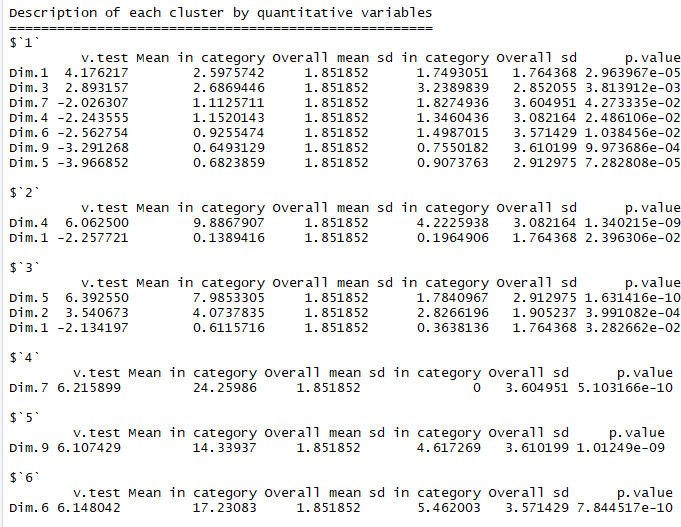 Description of each cluster by quantitative variables
======================================================
$`1`
v.test Mean in category Overall mean sd in category Overall sd p.value
Dim.1 4.176217 2.5975742 1.851852 1.7493051 1.764368 2.963967e-05
Dim.3 2.893157 2.6869446 1.851852 3.2389839 2.852055 3.813912e-03
Dim.7 -2.026307 1.1125711 1.851852 1.8274936 3.604951 4.273335e-02
Dim.4 -2.243555 1.1520143 1.851852 1.3460436 3.082164 2.486106e-02
Dim.6 -2.562754 0.9255474 1.851852 1.4987015 3.571429 1.038456e-02
Dim.9 -3.291268 0.6493129 1.851852 0.7550182 3.610199 9.973686e-04
Dim.5 -3.966852 0.6823859 1.851852 0.9073763 2.912975 7.282808e-05
$`2`
v.test Mean in category Overall mean sd in category Overall sd p.value
Dim.4 6.062500 9.8867907 1.851852 4.2225938 3.082164 1.340215e-09
Dim.1 -2.257721 0.1389416 1.851852 0.1964906 1.764368 2.396306e-02
$`3`
v.test Mean in category Overall mean sd in category Overall sd p.value
Dim.5 6.392550 7.9853305 1.851852 1.7840967 2.912975 1.631416e-10
Dim.2 3.540673 4.0737835 1.851852 2.8266196 1.905237 3.991082e-04
Dim.1 -2.134197 0.6115716 1.851852 0.3638136 1.764368 3.282662e-02
$`4`
v.test Mean in category Overall mean sd in category Overall sd p.value
Dim.7 6.215899 24.25986 1.851852 0 3.604951 5.103166e-10
$`5`
v.test Mean in category Overall mean sd in category Overall sd p.value
Dim.9 6.107429 14.33937 1.851852 4.617269 3.610199 1.01249e-09
$`6`
v.test Mean in category Overall mean sd in category Overall sd p.value
Dim.6 6.148042 17.23083 1.851852 5.462003 3.571429 7.844517e-10